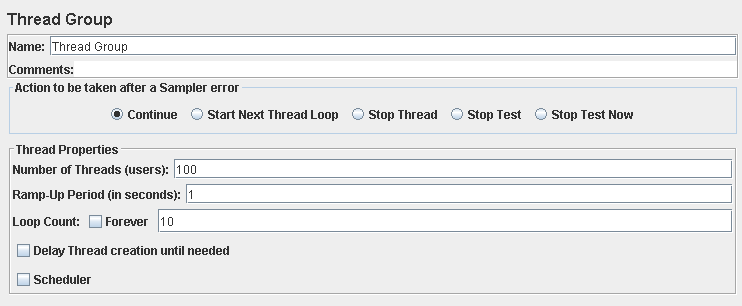 Thread Group
Name: Thread Group
Comments:
Action to be taken after a Sampler error
Continue Start Next Thread Loop Stop Thread Stop Test Stop Test Now
Thread Properties
Number of Threads (users): 100
Ramp-Up Period (in seconds): 1
Loop Count: Forever 10
Delay Thread creation until needed
Scheduler